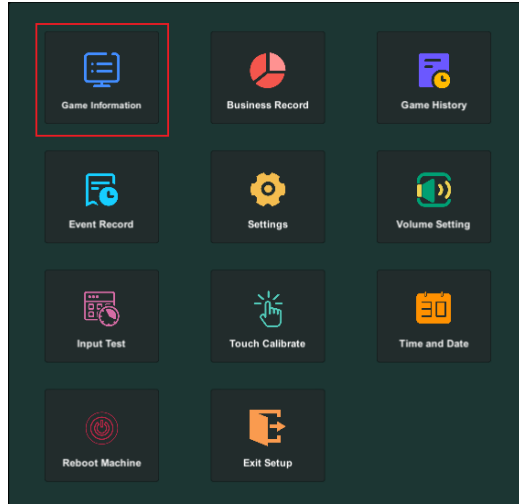 Game Information
Business Record
Game History
Event Record
Settings
Volume Setting
Input Test
Touch Calibrate
30
Time and Date
Reboot Machine
Exit Setup